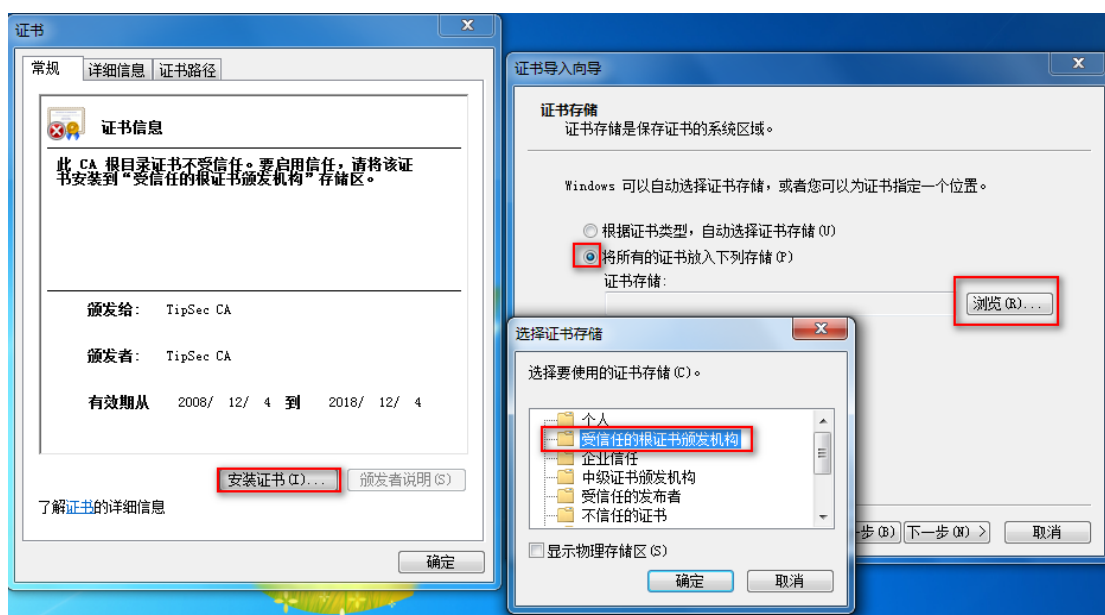 证书
常规
详细信息
证书路径
证书信息
此 CA 根目录证书不受信任。要启用信任，请将该证
书安装到“受信任的根证书颁发机构”存储区。
颁发给： TipSec CA
颁发者： TipSec CA
有效期从 2008/ 12/ 4 到 2018/ 12/ 4
安装证书(I)...
颁发者说明(S)
了解证书的详细信息
确定
证书导入向导
证书存储
证书存储是保存证书的系统区域。
Windows 可以自动选择证书存储，或者您可以为证书指定一个位置。
根据证书类型，自动选择证书存储(U)
将所有的证书放入下列存储(P)
证书存储:
浏览(R)...
选择证书存储
选择要使用的证书存储(C)。
个人
受信任的根证书颁发机构
企业信任
中级证书颁发机构
受信任的发布者
不信任的证书
显示物理存储区(S)
确定
取消
步(B)
下一步(N) >
取消